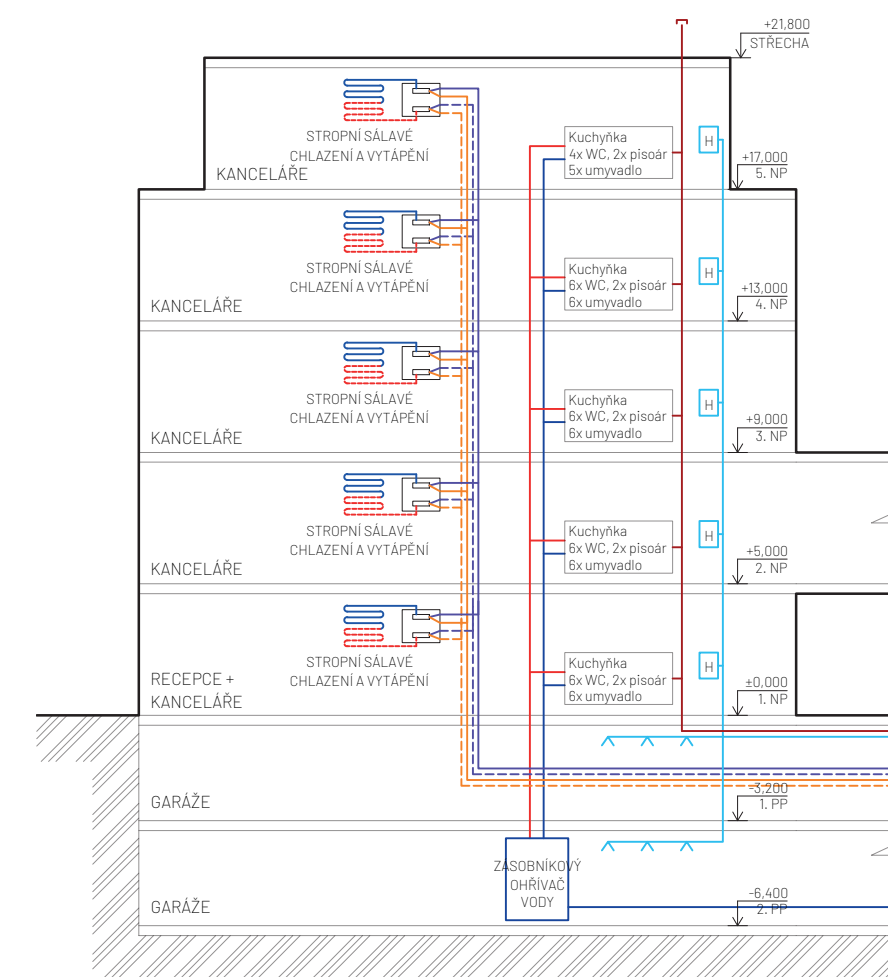 +21,800
STŘECHA
STROPNÍ SÁLAVÉ
CHLAZENÍ A VYTÁPĚNÍ
KANCELÁŘE
Kuchyňka
4x WC, 2x pisoár
5x umyvadlo
H
+17,000
5. NP
STROPNÍ SÁLAVÉ
CHLAZENÍ A VYTÁPĚNÍ
KANCELÁŘE
Kuchyňka
6x WC, 2x pisoár
6x umyvadlo
H
+13,000
4. NP
STROPNÍ SÁLAVÉ
CHLAZENÍ A VYTÁPĚNÍ
KANCELÁŘE
Kuchyňka
6x WC, 2x pisoár
6x umyvadlo
H
+9,000
3. NP
STROPNÍ SÁLAVÉ
CHLAZENÍ A VYTÁPĚNÍ
KANCELÁŘE
Kuchyňka
6x WC, 2x pisoár
6x umyvadlo
H
+5,000
2. NP
STROPNÍ SÁLAVÉ
CHLAZENÍ A VYTÁPĚNÍ
RECEPCE +
KANCELÁŘE
Kuchyňka
6x WC, 2x pisoár
6x umyvadlo
H
±0,000
1. NP
GARÁŽE
-3,200
1. PP
ZÁSOBNÍKOVÝ
OHŘÍVAČ
VODY
GARÁŽE
-6,400
2. PP